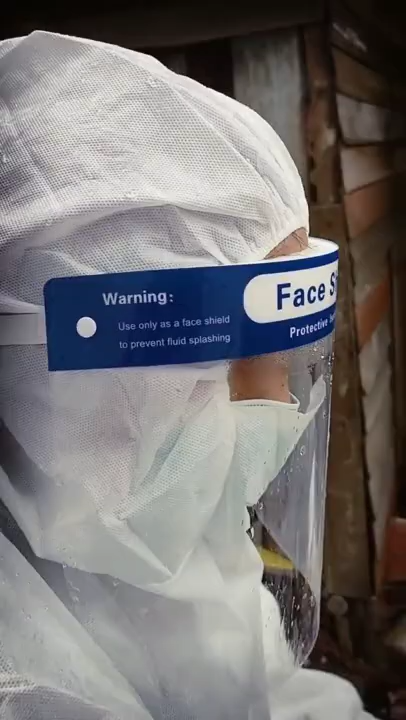 Warning:
Use only as a face shield
to prevent fluid splashing
Face
Protective